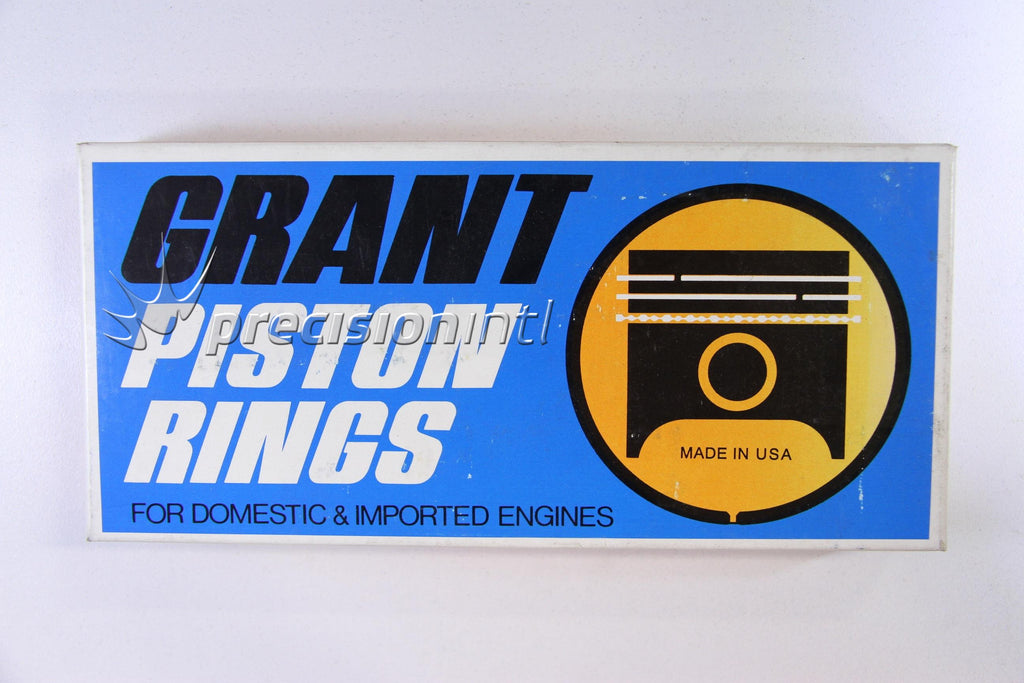 GRANT
PISTON
precisionintl
RINGS
MADE IN USA
FOR DOMESTIC & IMPORTED ENGINES